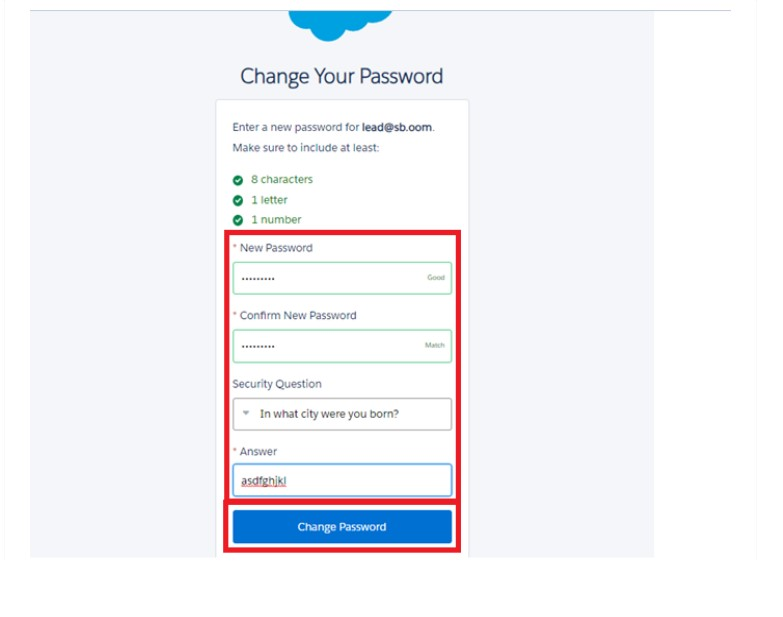 Change Your Password
Enter a new password for lead@sb.oom.
Make sure to include at least:
8 characters
1 letter
1 number
* New Password
••••••••• Good
* Confirm New Password
••••••••• Match
Security Question
In what city were you born?
* Answer
asdfghjkl
Change Password